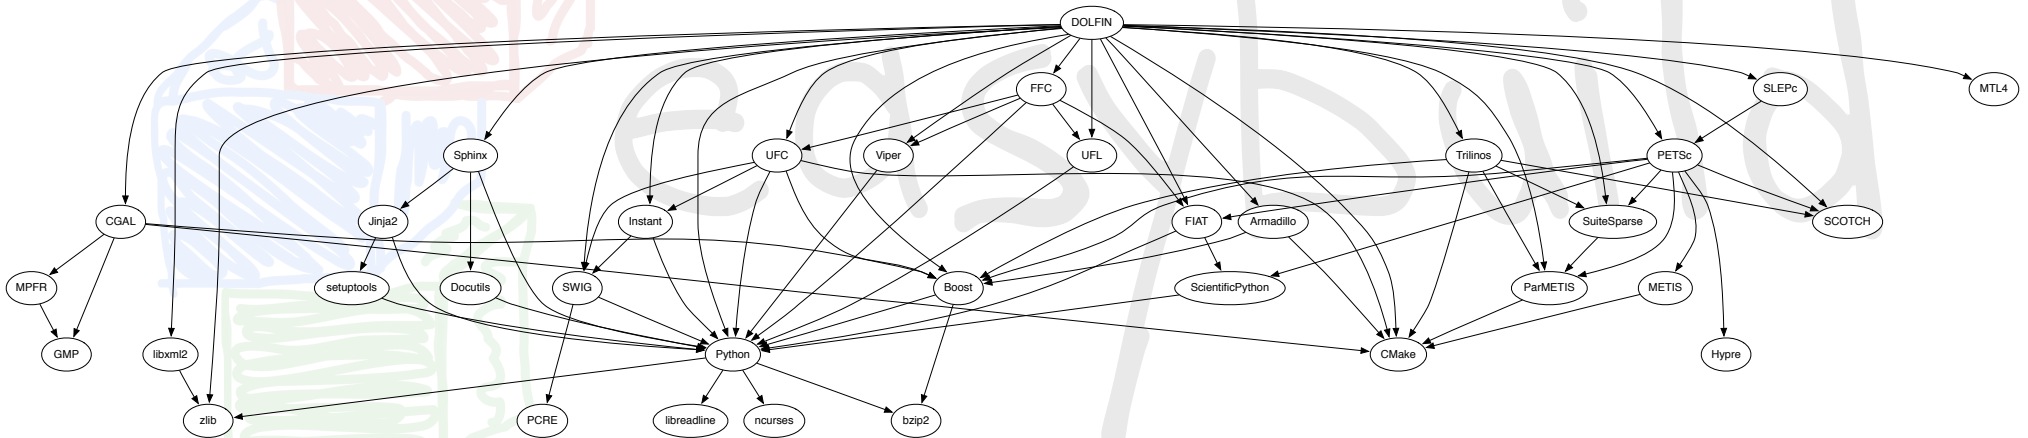 DOLFIN
FFC
SLEPc
MTL4
Sphinx
UFC
Viper
UFL
Trilinos
PETSc
CGAL
Jinja2
Instant
FIAT
Armadillo
SuiteSparse
SCOTCH
MPFR
setuptools
Docutils
SWIG
Boost
ScientificPython
ParMETIS
METIS
GMP
libxml2
Python
CMake
Hypre
zlib
PCRE
libreadline
ncurses
bzip2
easybuild